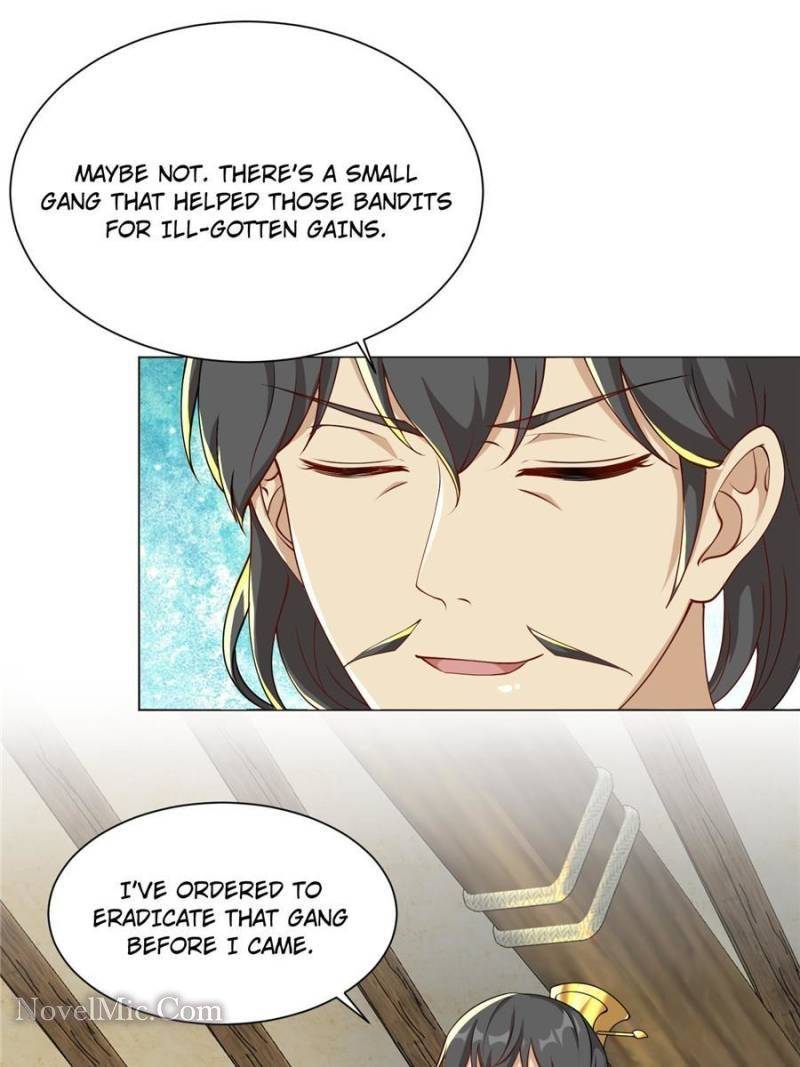 MAYBE NOT. THERE'S A SMALL
GANG THAT HELPED THOSE BANDITS
FOR ILL-GOTTEN GAINS.
I'VE ORDERED TO
ERADICATE THAT GANG
BEFORE I CAME.
NovelMic.Com